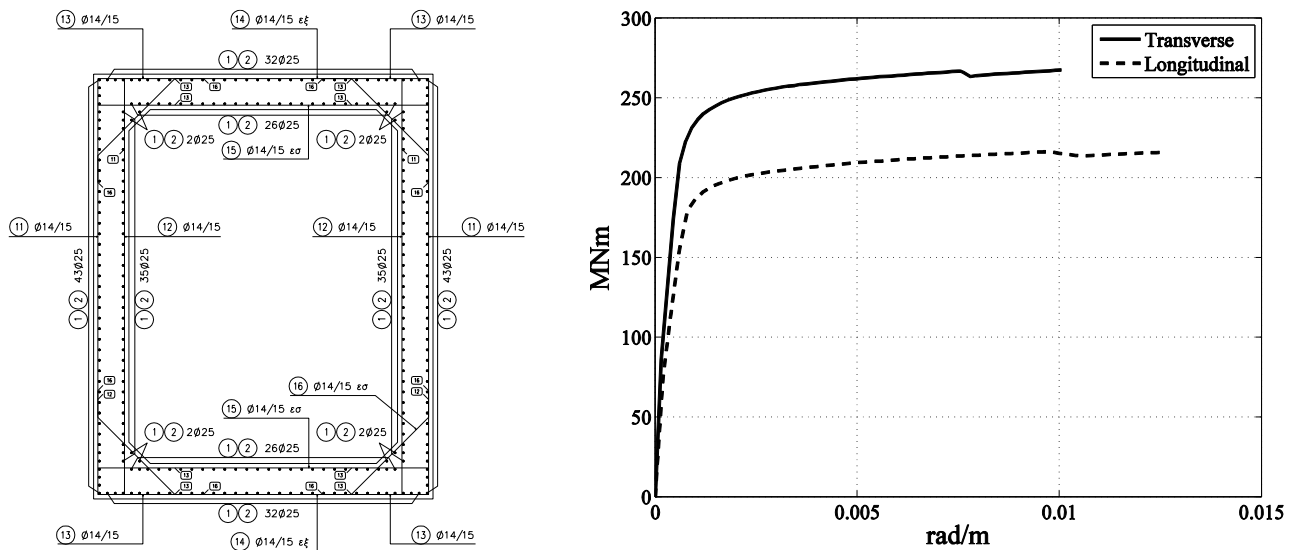 13 Ø14/15
14 Ø14/15 εξ
13 Ø14/15
1 2 32Ø25
13 16 16 13
13 13
1 2 26Ø25
1 2 2Ø25
1 2 2Ø25
15 Ø14/15 εσ
11 11
16 16
11 Ø14/15
12 Ø14/15
12 Ø14/15
11 Ø14/15
1 2 43Ø25
1 2 35Ø25
1 2 35Ø25
1 2 43Ø25
16 16
12 12
16 Ø14/15 εσ
15 Ø14/15 εσ
1 2 2Ø25
1 2 2Ø25
1 2 26Ø25
13 13
13 16 16 13
1 2 32Ø25
13 Ø14/15
14 Ø14/15 εξ
13 Ø14/15
300
250
200
150
100
50
0
MNm
Transverse
Longitudinal
0 0.005 0.01 0.015
rad/m